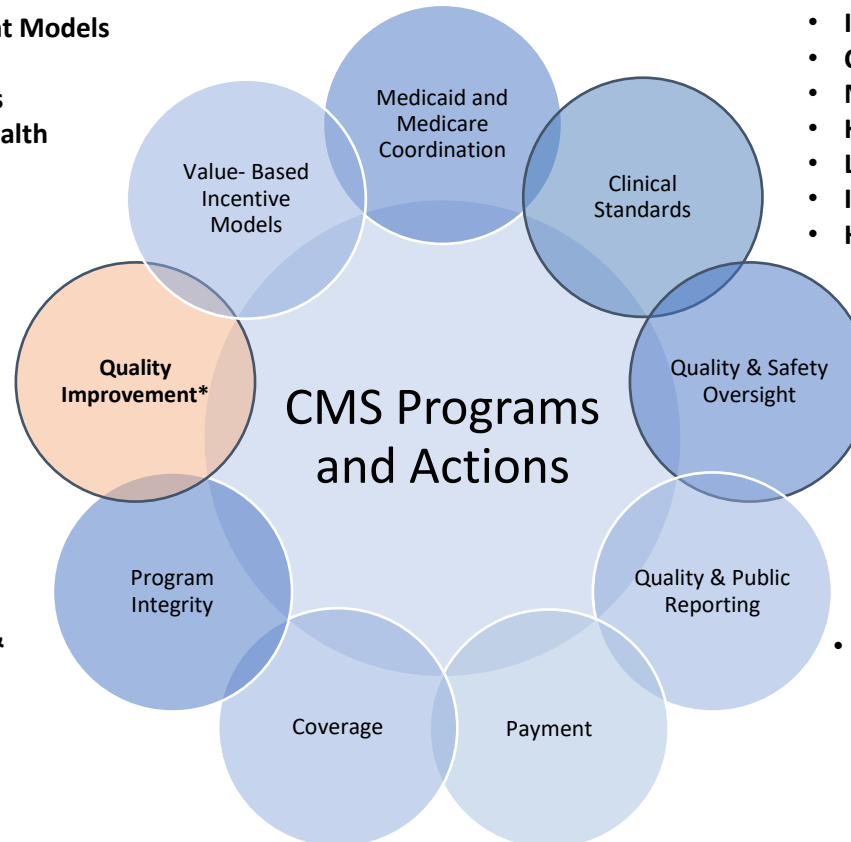 Models
alth
Medicaid and
Medicare
Coordination
Value- Based
Incentive
Models
Clinical
Standards
Quality
Improvement*
Quality & Safety
Oversight
CMS Programs
and Actions
Program
Integrity
Quality & Public
Reporting
&
Coverage
Payment